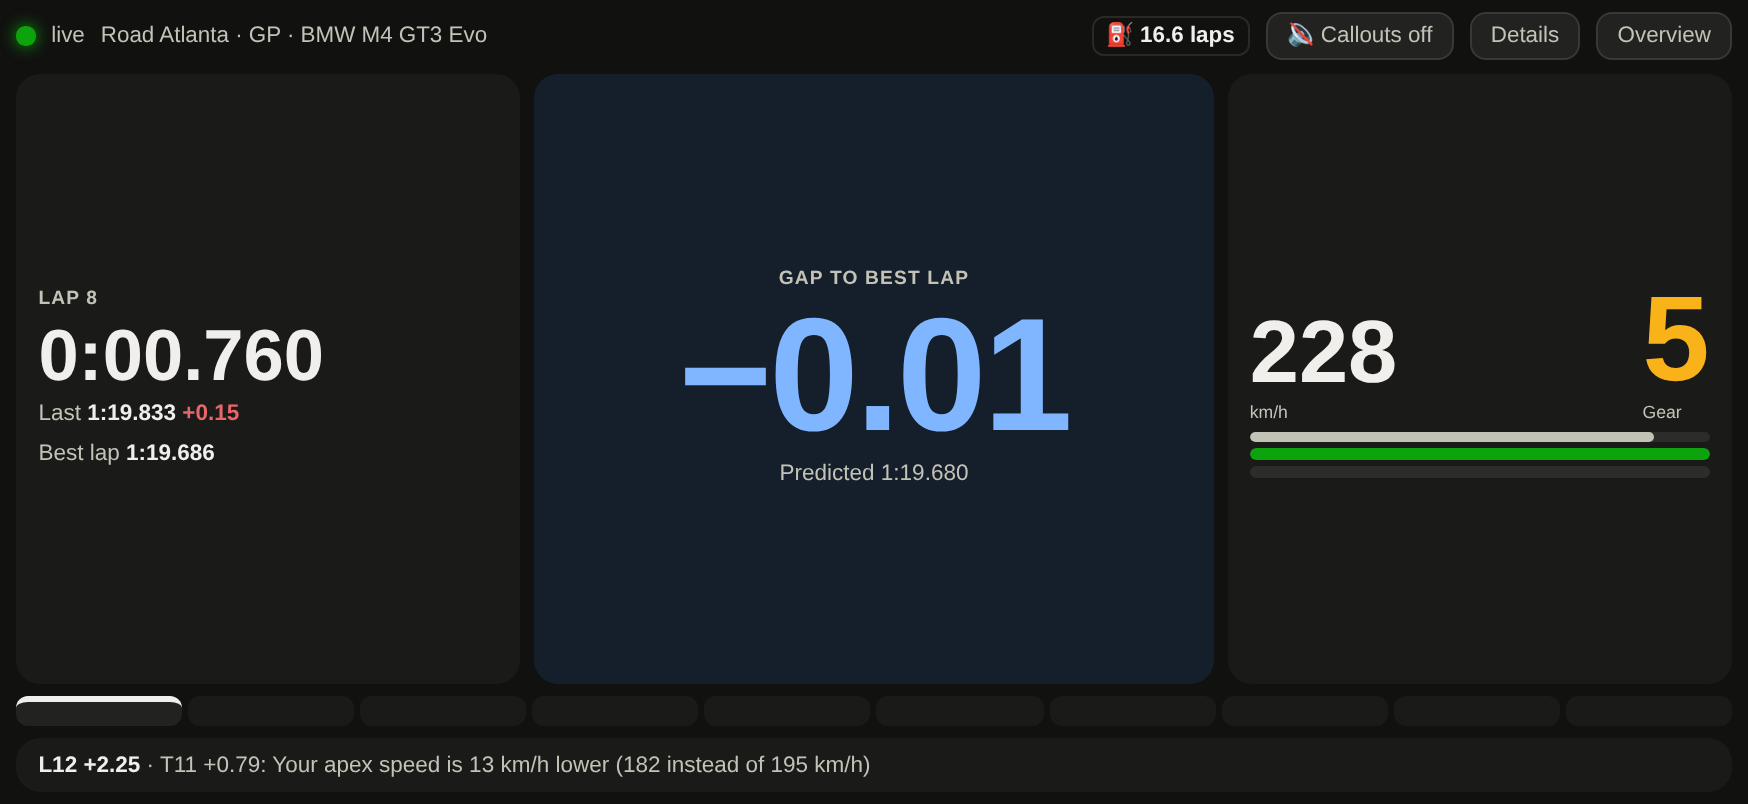 live Road Atlanta · GP · BMW M4 GT3 Evo
⛽ 16.6 laps
Callouts off
Details
Overview
LAP 8
0:00.760
Last 1:19.833 +0.15
Best lap 1:19.686
GAP TO BEST LAP
−0.01
Predicted 1:19.680
228
5
km/h
Gear
L12 +2.25 · T11 +0.79: Your apex speed is 13 km/h lower (182 instead of 195 km/h)